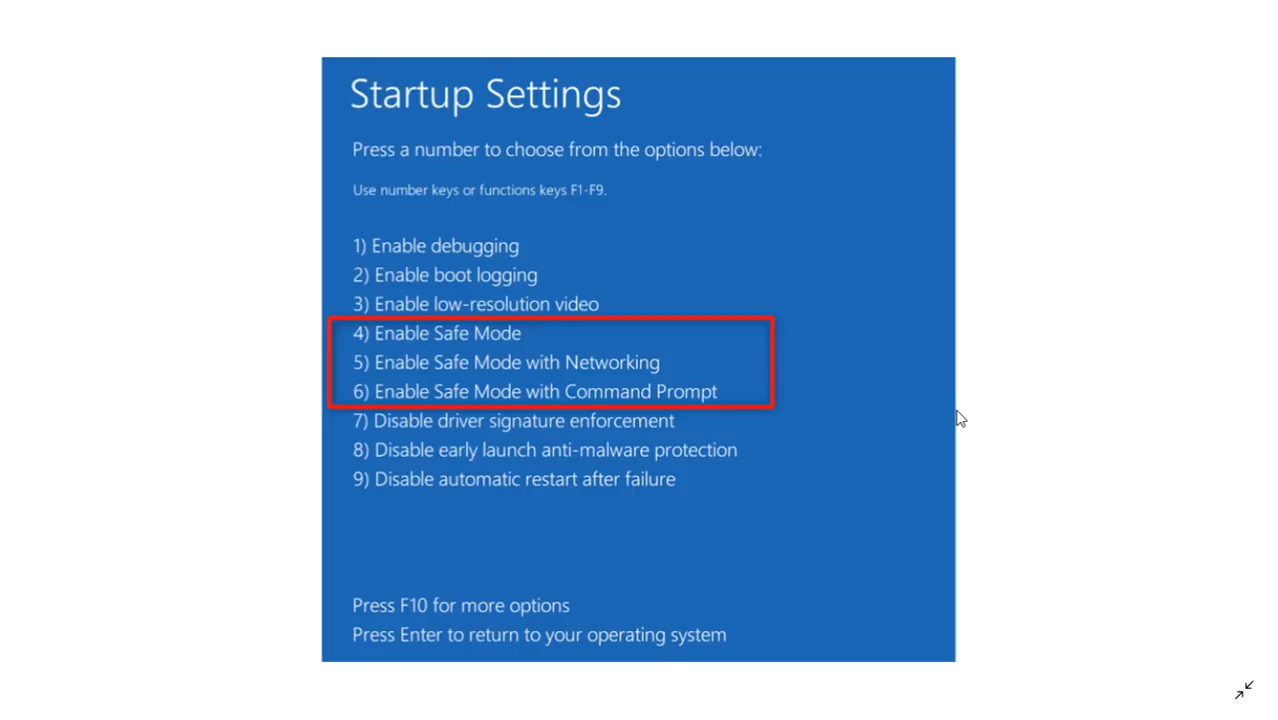 Startup Settings
Press a number to choose from the options below:
Use number keys or functions keys F1-F9.
1) Enable debugging
2) Enable boot logging
3) Enable low-resolution video
4) Enable Safe Mode
5) Enable Safe Mode with Networking
6) Enable Safe Mode with Command Prompt
7) Disable driver signature enforcement
8) Disable early launch anti-malware protection
9) Disable automatic restart after failure
Press F10 for more options
Press Enter to return to your operating system